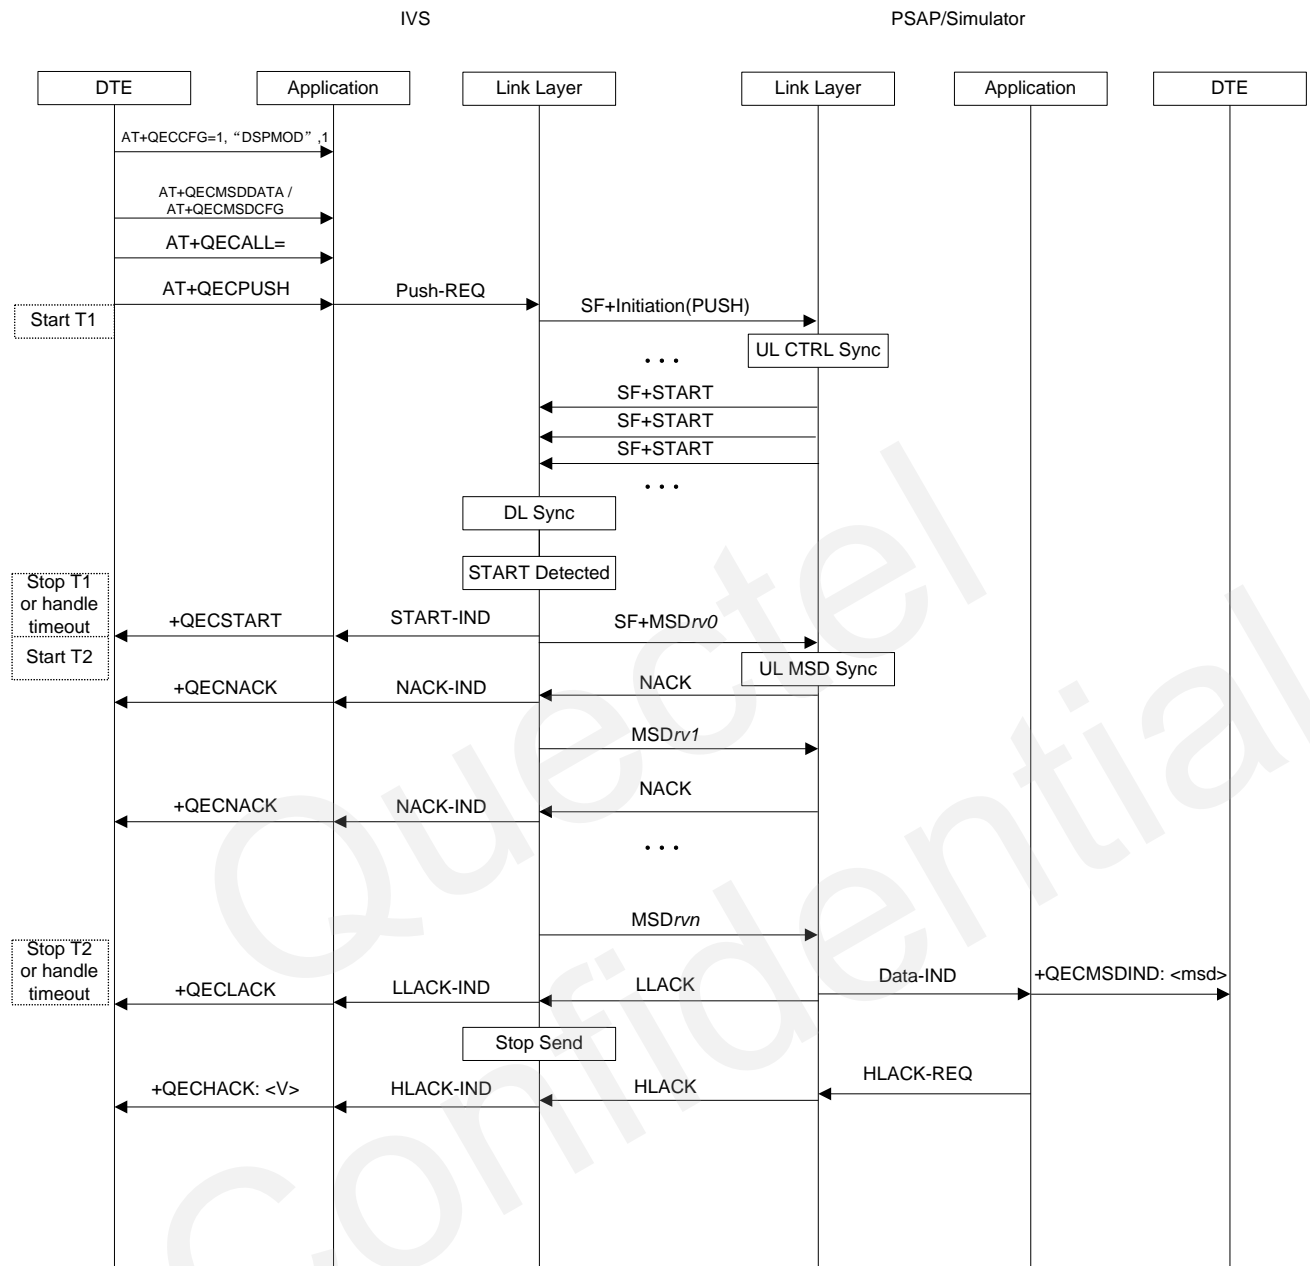 IVS
PSAP/Simulator
DTE
Application
Link Layer
Link Layer
Application
DTE
AT+QECCFG=1, “DSPMOD” ,1
AT+QECMSDDATA /
AT+QECMSDCFG
AT+QECALL=
AT+QECPUSH
Push-REQ
SF+Initiation(PUSH)
Start T1
UL CTRL Sync
...
SF+START
SF+START
SF+START
...
DL Sync
START Detected
Stop T1
or handle
timeout
+QECSTART
START-IND
SF+MSDrv0
Start T2
UL MSD Sync
+QECNACK
NACK-IND
NACK
MSDrv1
+QECNACK
NACK-IND
NACK
...
MSDrvn
Stop T2
or handle
timeout
+QECLACK
LLACK-IND
LLACK
Data-IND
+QECMSDIND: <msd>
Stop Send
+QECHACK: <V>
HLACK-IND
HLACK
HLACK-REQ
Quectel
Confidential